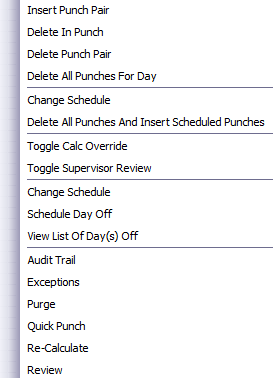 Insert Punch Pair
Delete In Punch
Delete Punch Pair
Delete All Punches For Day
Change Schedule
Delete All Punches And Insert Scheduled Punches
Toggle Calc Override
Toggle Supervisor Review
Change Schedule
Schedule Day Off
View List Of Day(s) Off
Audit Trail
Exceptions
Purge
Quick Punch
Re-Calculate
Review